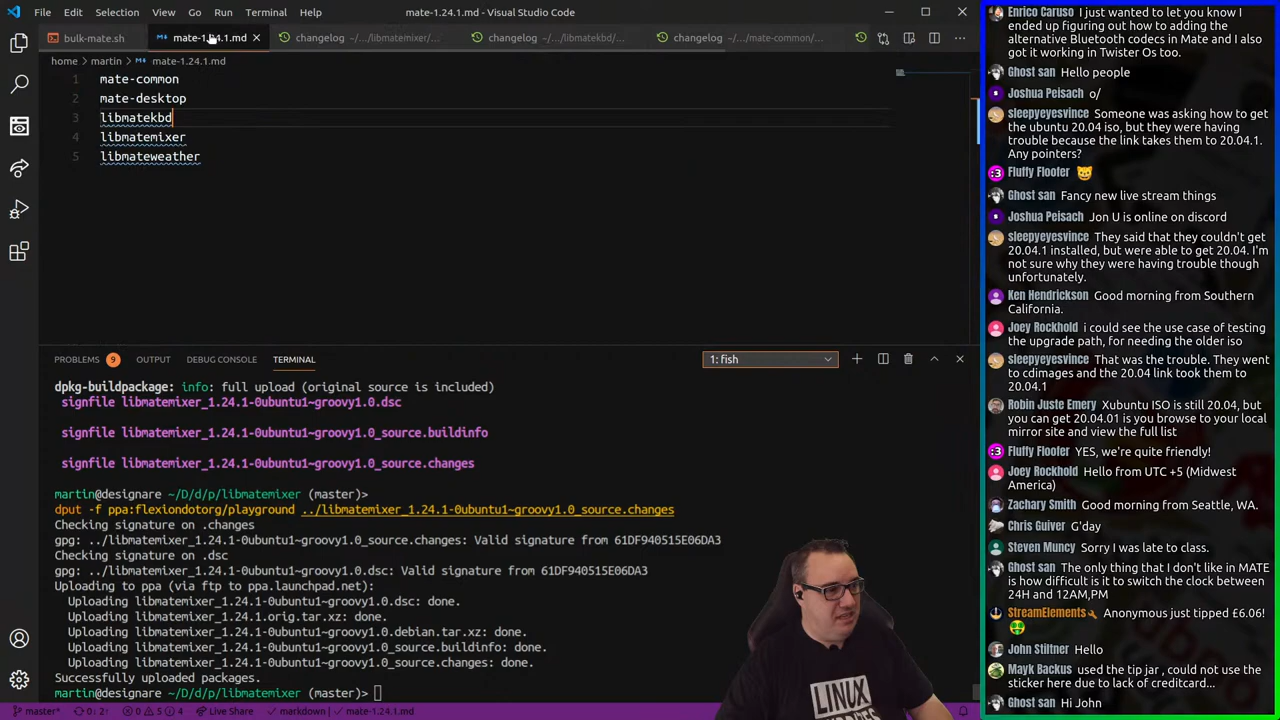 File Edit Selection View Go Run Terminal Help
mate-1.24.1.md - Visual Studio Code
bulk-mate.sh
mate-1.24.1.md
changelog ~/.../libmatemixer/...
changelog ~/.../libmatekbd/...
changelog ~/.../mate-common/...
home > martin > mate-1.24.1.md
1 mate-common
2 mate-desktop
3 libmatekbd
4 libmatemixer
5 libmateweather
PROBLEMS 9 OUTPUT DEBUG CONSOLE TERMINAL
1: fish
dpkg-buildpackage: info: full upload (original source is included)
signfile libmatemixer_1.24.1-0ubuntu1~groovy1.0.dsc
signfile libmatemixer_1.24.1-0ubuntu1~groovy1.0_source.buildinfo
signfile libmatemixer_1.24.1-0ubuntu1~groovy1.0_source.changes
martin@designare ~/D/d/p/libmatemixer (master)>
dput -f ppa:flexiondotorg/playground ../libmatemixer_1.24.1-0ubuntu1~groovy1.0_source.changes
Checking signature on .changes
gpg: ../libmatemixer_1.24.1-0ubuntu1~groovy1.0_source.changes: Valid signature from 61DF940515E06DA3
Checking signature on .dsc
gpg: ../libmatemixer_1.24.1-0ubuntu1~groovy1.0.dsc: Valid signature from 61DF940515E06DA3
Uploading to ppa (via ftp to ppa.launchpad.net):
Uploading libmatemixer_1.24.1-0ubuntu1~groovy1.0.dsc: done.
Uploading libmatemixer_1.24.1.orig.tar.xz: done.
Uploading libmatemixer_1.24.1-0ubuntu1~groovy1.0.debian.tar.xz: done.
Uploading libmatemixer_1.24.1-0ubuntu1~groovy1.0_source.buildinfo: done.
Uploading libmatemixer_1.24.1-0ubuntu1~groovy1.0_source.changes: done.
Successfully uploaded packages.
martin@designare ~/D/d/p/libmatemixer (master)>
master* 0↓ 2↑ 0 5 4 Live Share markdown | mate-1.24.1.md
LINUX
Enrico Caruso I just wanted to let you know I
ended up figuring out how to adding the
alternative Bluetooth codecs in Mate and I also
got it working in Twister Os too.
Ghost san Hello people
Joshua Peisach o/
sleepyeyesvince Someone was asking how to get
the ubuntu 20.04 iso, but they were having
trouble because the link takes them to 20.04.1.
Any pointers?
:3 Fluffy Floofer
Ghost san Fancy new live stream things
Joshua Peisach Jon U is online on discord
sleepyeyesvince They said that they couldn't get
20.04.1 installed, but were able to get 20.04. I'm
not sure why they were having trouble though
unfortunately.
Ken Hendrickson Good morning from Southern
California.
Joey Rockhold i could see the use case of testing
the upgrade path, for needing the older iso
sleepyeyesvince That was the trouble. They went
to cdimages and the 20.04 link took them to
20.04.1
Robin Juste Emery Xubuntu ISO is still 20.04, but
you can get 20.04.01 is you browse to your local
mirror site and view the full list
:3 Fluffy Floofer YES, we're quite friendly!
Joey Rockhold Hello from UTC +5 (Midwest
America)
Zachary Smith Good morning from Seattle, WA.
Chris Guiver G'day
Steven Muncy Sorry I was late to class.
Ghost san The only thing that I don't like in MATE
is how difficult is it to switch the clock between
24H and 12AM,PM
StreamElements Anonymous just tipped £6.06!
John Stiltner Hello
Mayk Backus used the tip jar , could not use the
sticker here due to lack of creditcard...
Ghost san Hi John